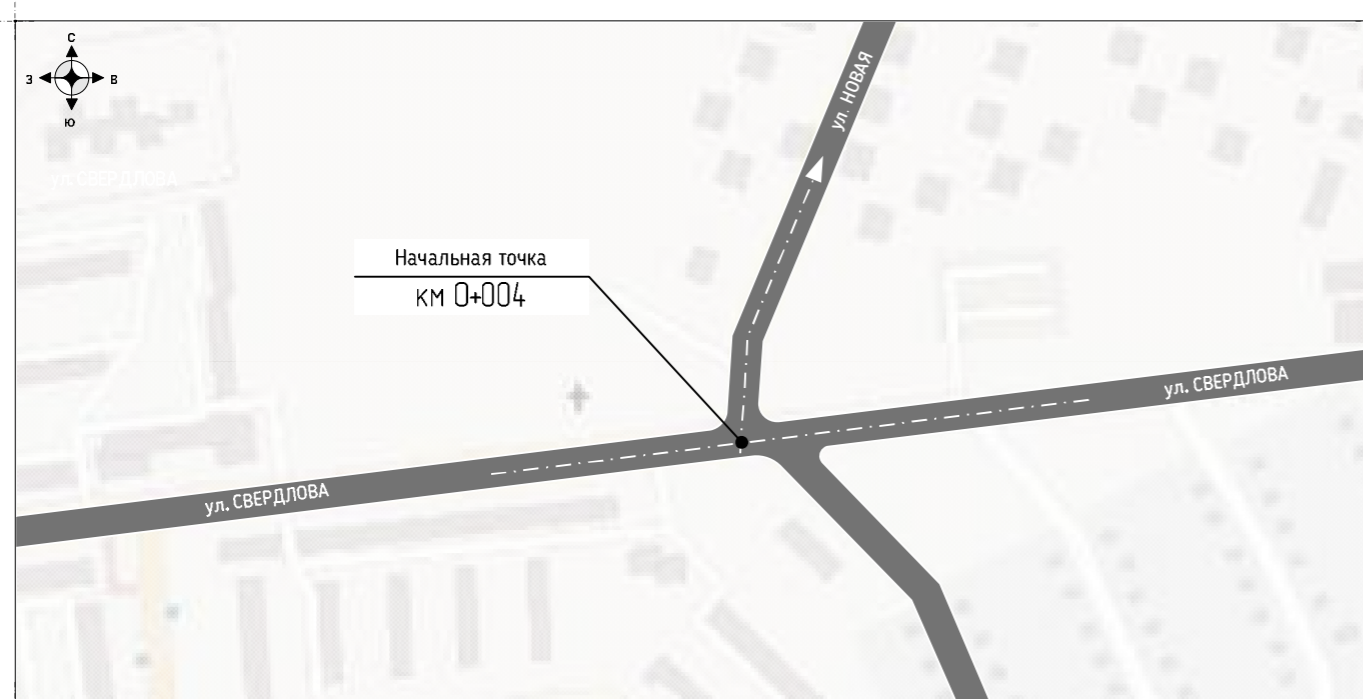 С
З В
Ю
ул. СВЕРДЛОВА
ул. НОВАЯ
Начальная точка
км 0+004
ул. СВЕРДЛОВА
ул. СВЕРДЛОВА